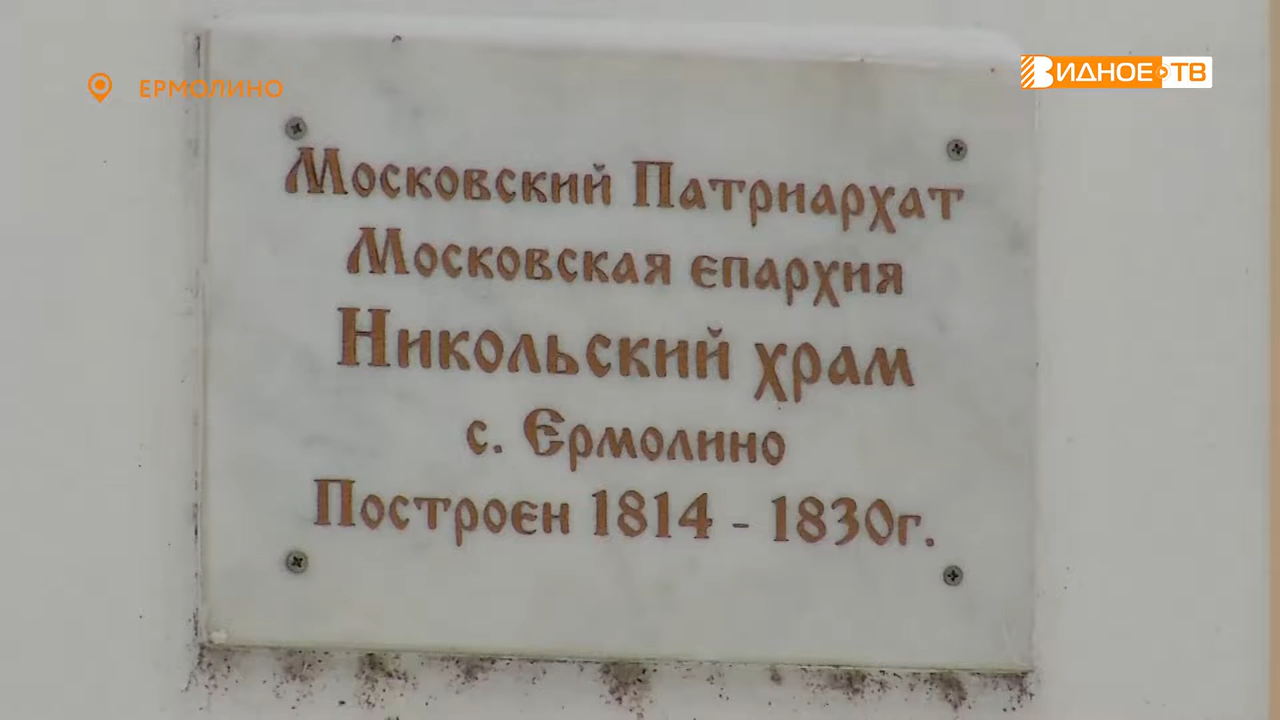 ЕРМОЛИНО
ВИДНОЕ ТВ
Московский Патриархат
Московская епархия
Никольский храм
с. Ермолино
Построен 1814 - 1830г.